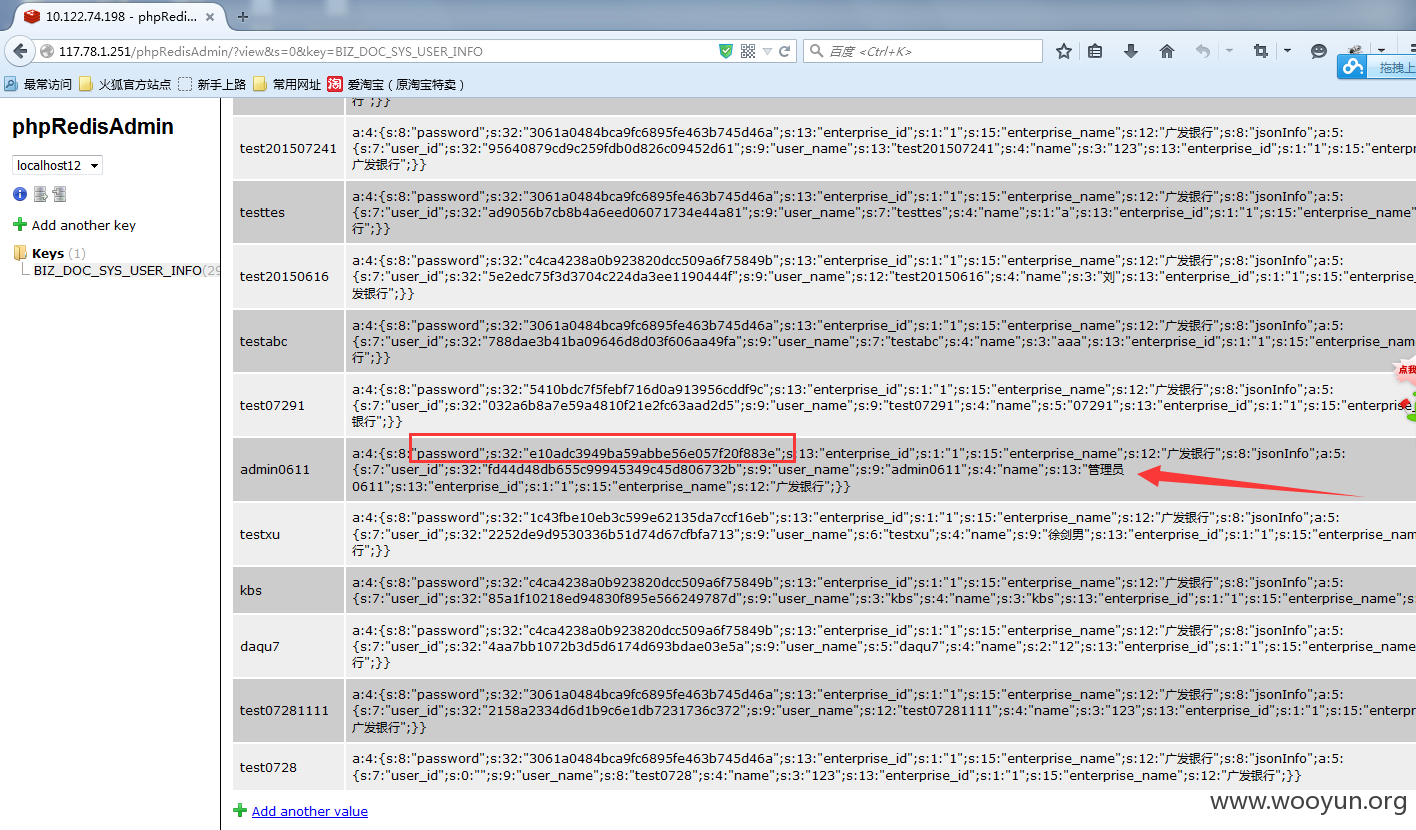 10.122.74.198 - phpRedi...
117.78.1.251/phpRedisAdmin/?view&s=0&key=BIZ_DOC_SYS_USER_INFO
百度 <Ctrl+K>
拖拽上
最常访问 火狐官方站点 新手上路 常用网址 爱淘宝（原淘宝特卖）
phpRedisAdmin
localhost12
Add another key
Keys (1)
BIZ_DOC_SYS_USER_INFO(29
行";}}
test201507241
a:4:{s:8:"password";s:32:"3061a0484bca9fc6895fe463b745d46a";s:13:"enterprise_id";s:1:"1";s:15:"enterprise_name";s:12:"广发银行";s:8:"jsonInfo";a:5:
{s:7:"user_id";s:32:"95640879cd9c259fdb0d826c09452d61";s:9:"user_name";s:13:"test201507241";s:4:"name";s:3:"123";s:13:"enterprise_id";s:1:"1";s:15:"enterpr
广发银行";}}
testtes
a:4:{s:8:"password";s:32:"3061a0484bca9fc6895fe463b745d46a";s:13:"enterprise_id";s:1:"1";s:15:"enterprise_name";s:12:"广发银行";s:8:"jsonInfo";a:5:
{s:7:"user_id";s:32:"ad9056b7cb8b4a6eed06071734e44a81";s:9:"user_name";s:7:"testtes";s:4:"name";s:1:"a";s:13:"enterprise_id";s:1:"1";s:15:"enterprise_name"
行";}}
test20150616
a:4:{s:8:"password";s:32:"c4ca4238a0b923820dcc509a6f75849b";s:13:"enterprise_id";s:1:"1";s:15:"enterprise_name";s:12:"广发银行";s:8:"jsonInfo";a:5:
{s:7:"user_id";s:32:"5e2edc75f3d3704c224da3ee1190444f";s:9:"user_name";s:12:"test20150616";s:4:"name";s:3:"刘";s:13:"enterprise_id";s:1:"1";s:15:"enterprise_
发银行";}}
testabc
a:4:{s:8:"password";s:32:"3061a0484bca9fc6895fe463b745d46a";s:13:"enterprise_id";s:1:"1";s:15:"enterprise_name";s:12:"广发银行";s:8:"jsonInfo";a:5:
{s:7:"user_id";s:32:"788dae3b41ba09646d8d03f606aa49fa";s:9:"user_name";s:7:"testabc";s:4:"name";s:3:"aaa";s:13:"enterprise_id";s:1:"1";s:15:"enterprise_nam
行";}}
点我
test07291
a:4:{s:8:"password";s:32:"5410bdc7f5febf716d0a913956cddf9c";s:13:"enterprise_id";s:1:"1";s:15:"enterprise_name";s:12:"广发银行";s:8:"jsonInfo";a:5:
{s:7:"user_id";s:32:"032a6b8a7e59a4810f21e2fc63aad2d5";s:9:"user_name";s:9:"test07291";s:4:"name";s:5:"07291";s:13:"enterprise_id";s:1:"1";s:15:"enterprise
银行";}}
admin0611
a:4:{s:8:"password";s:32:"e10adc3949ba59abbe56e057f20f883e";s:13:"enterprise_id";s:1:"1";s:15:"enterprise_name";s:12:"广发银行";s:8:"jsonInfo";a:5:
{s:7:"user_id";s:32:"fd44d48db655c99945349c45d806732b";s:9:"user_name";s:9:"admin0611";s:4:"name";s:13:"管理员
0611";s:13:"enterprise_id";s:1:"1";s:15:"enterprise_name";s:12:"广发银行";}}
testxu
a:4:{s:8:"password";s:32:"1c43fbe10eb3c599e62135da7ccf16eb";s:13:"enterprise_id";s:1:"1";s:15:"enterprise_name";s:12:"广发银行";s:8:"jsonInfo";a:5:
{s:7:"user_id";s:32:"2252de9d9530336b51d74d67cfbfa713";s:9:"user_name";s:6:"testxu";s:4:"name";s:9:"徐剑男";s:13:"enterprise_id";s:1:"1";s:15:"enterprise_na
行";}}
kbs
a:4:{s:8:"password";s:32:"c4ca4238a0b923820dcc509a6f75849b";s:13:"enterprise_id";s:1:"1";s:15:"enterprise_name";s:12:"广发银行";s:8:"jsonInfo";a:5:
{s:7:"user_id";s:32:"85a1f10218ed94830f895e566249787d";s:9:"user_name";s:3:"kbs";s:4:"name";s:3:"kbs";s:13:"enterprise_id";s:1:"1";s:15:"enterprise_name";s
daqu7
a:4:{s:8:"password";s:32:"c4ca4238a0b923820dcc509a6f75849b";s:13:"enterprise_id";s:1:"1";s:15:"enterprise_name";s:12:"广发银行";s:8:"jsonInfo";a:5:
{s:7:"user_id";s:32:"4aa7bb1072b3d5d6174d693bdae03e5a";s:9:"user_name";s:5:"daqu7";s:4:"name";s:2:"12";s:13:"enterprise_id";s:1:"1";s:15:"enterprise_name
行";}}
test07281111
a:4:{s:8:"password";s:32:"3061a0484bca9fc6895fe463b745d46a";s:13:"enterprise_id";s:1:"1";s:15:"enterprise_name";s:12:"广发银行";s:8:"jsonInfo";a:5:
{s:7:"user_id";s:32:"2158a2334d6d1b9c6e1db7231736c372";s:9:"user_name";s:12:"test07281111";s:4:"name";s:3:"123";s:13:"enterprise_id";s:1:"1";s:15:"enterpr
广发银行";}}
test0728
a:4:{s:8:"password";s:32:"3061a0484bca9fc6895fe463b745d46a";s:13:"enterprise_id";s:1:"1";s:15:"enterprise_name";s:12:"广发银行";s:8:"jsonInfo";a:5:
{s:7:"user_id";s:0:"";s:9:"user_name";s:8:"test0728";s:4:"name";s:3:"123";s:13:"enterprise_id";s:1:"1";s:15:"enterprise_name";s:12:"广发银行";}}
Add another value
www.wooyun.org